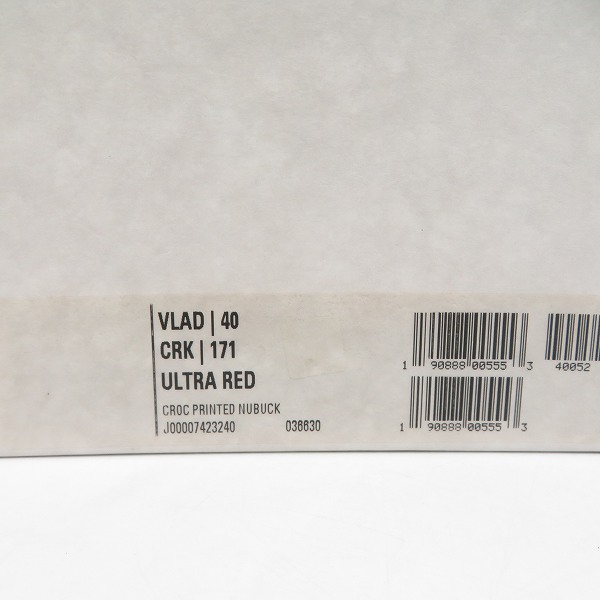 VLAD | 40
CRK | 171
ULTRA RED
CROC PRINTED NUBUCK
J00007423240 036630
1 90888 00555 3
40052
1 90888 00555 3